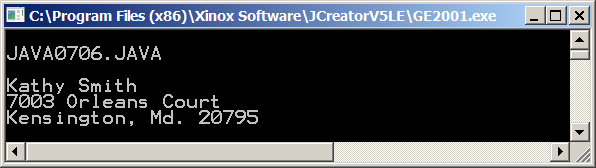 C:\Program Files (x86)\Xinox Software\JCreatorV5LE\GE2001.exe
JAVA0706.JAVA
Kathy Smith
7003 Orleans Court
Kensington, Md. 20795